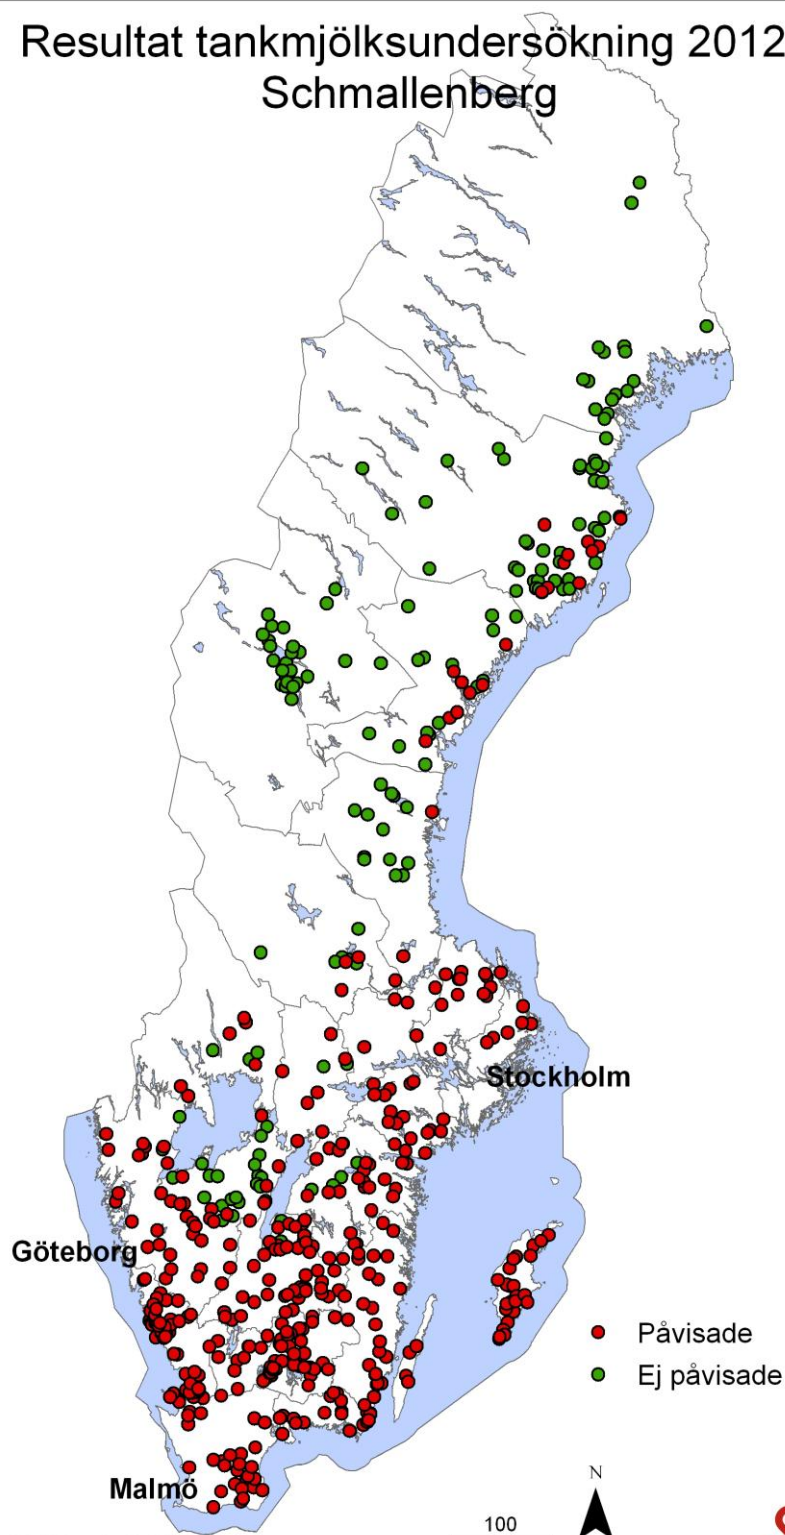 Resultat tankmjölksundersökning 2012
Schmallenberg
Stockholm
Göteborg
Påvisade
Ej påvisade
Malmö
N
100